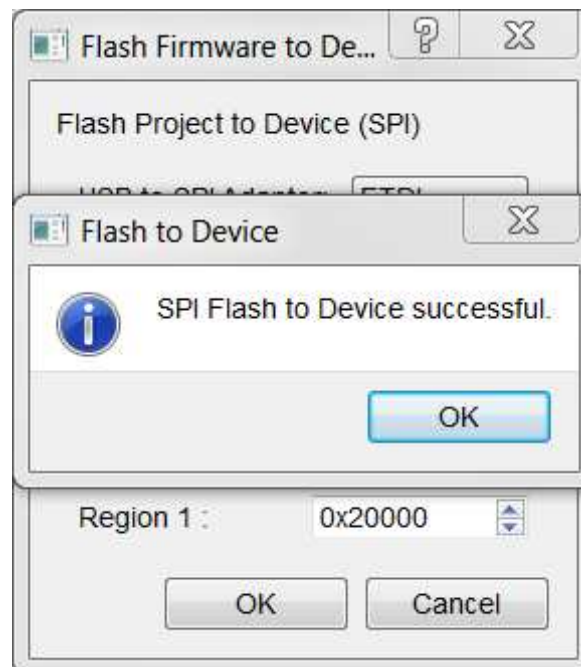 Flash Firmware to De...
Flash Project to Device (SPI)
Flash to Device
SPI Flash to Device successful.
OK
Region 1 :
0x20000
OK
Cancel